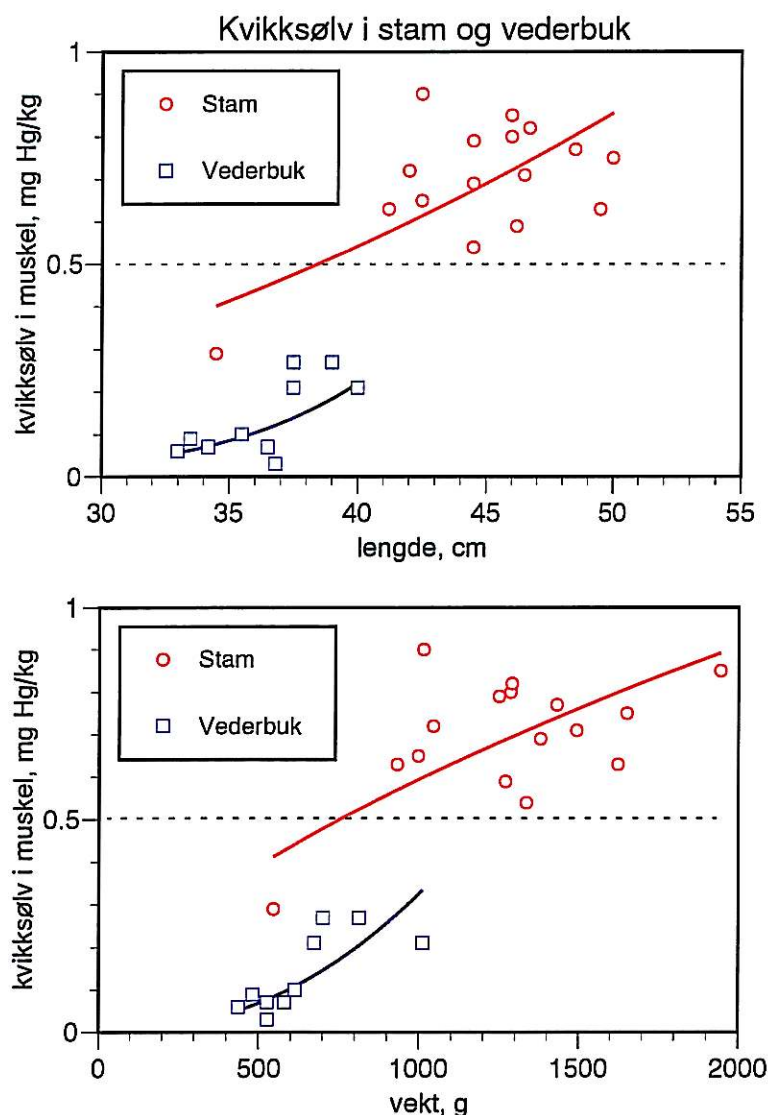 Kvikksølv i stam og vederbuk
1
Stam
Vederbuk
0.5
0
kvikksølv i muskel, mg Hg/kg
30 35 40 45 50 55
lengde, cm
1
Stam
Vederbuk
0.5
0
kvikksølv i muskel, mg Hg/kg
0 500 1000 1500 2000
vekt, g